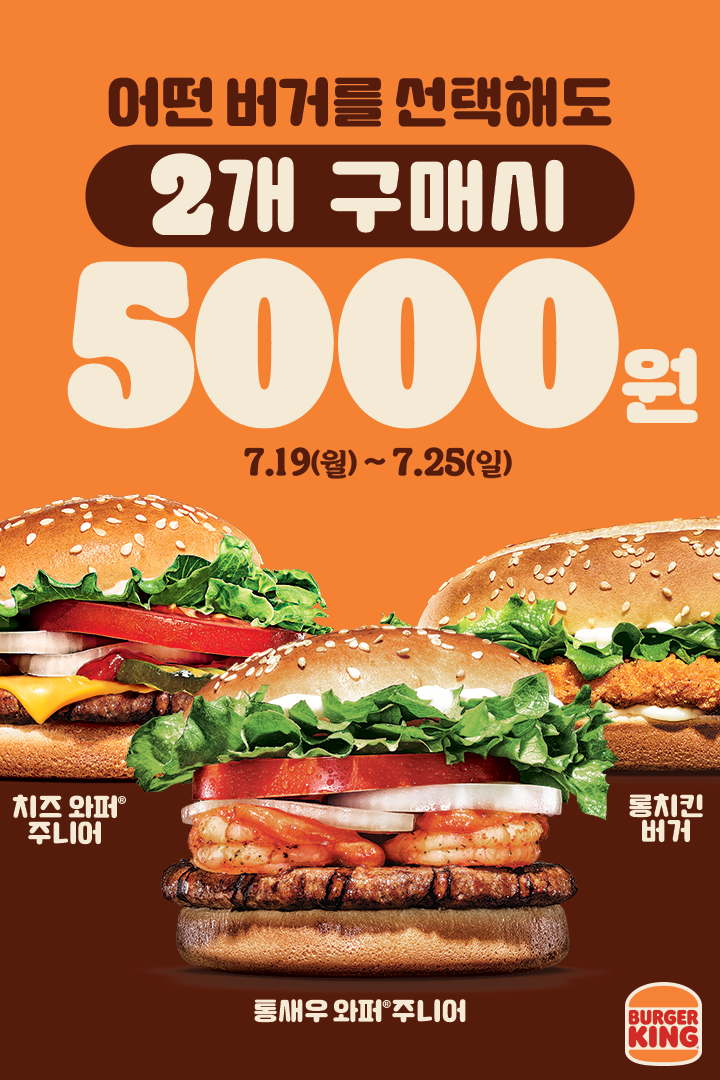 어떤 버거를 선택해도
2개 구매시
5000원
7.19(월) ~ 7.25(일)
치즈 와퍼®
주니어
롱치킨
버거
통새우 와퍼®주니어
BURGER
KING